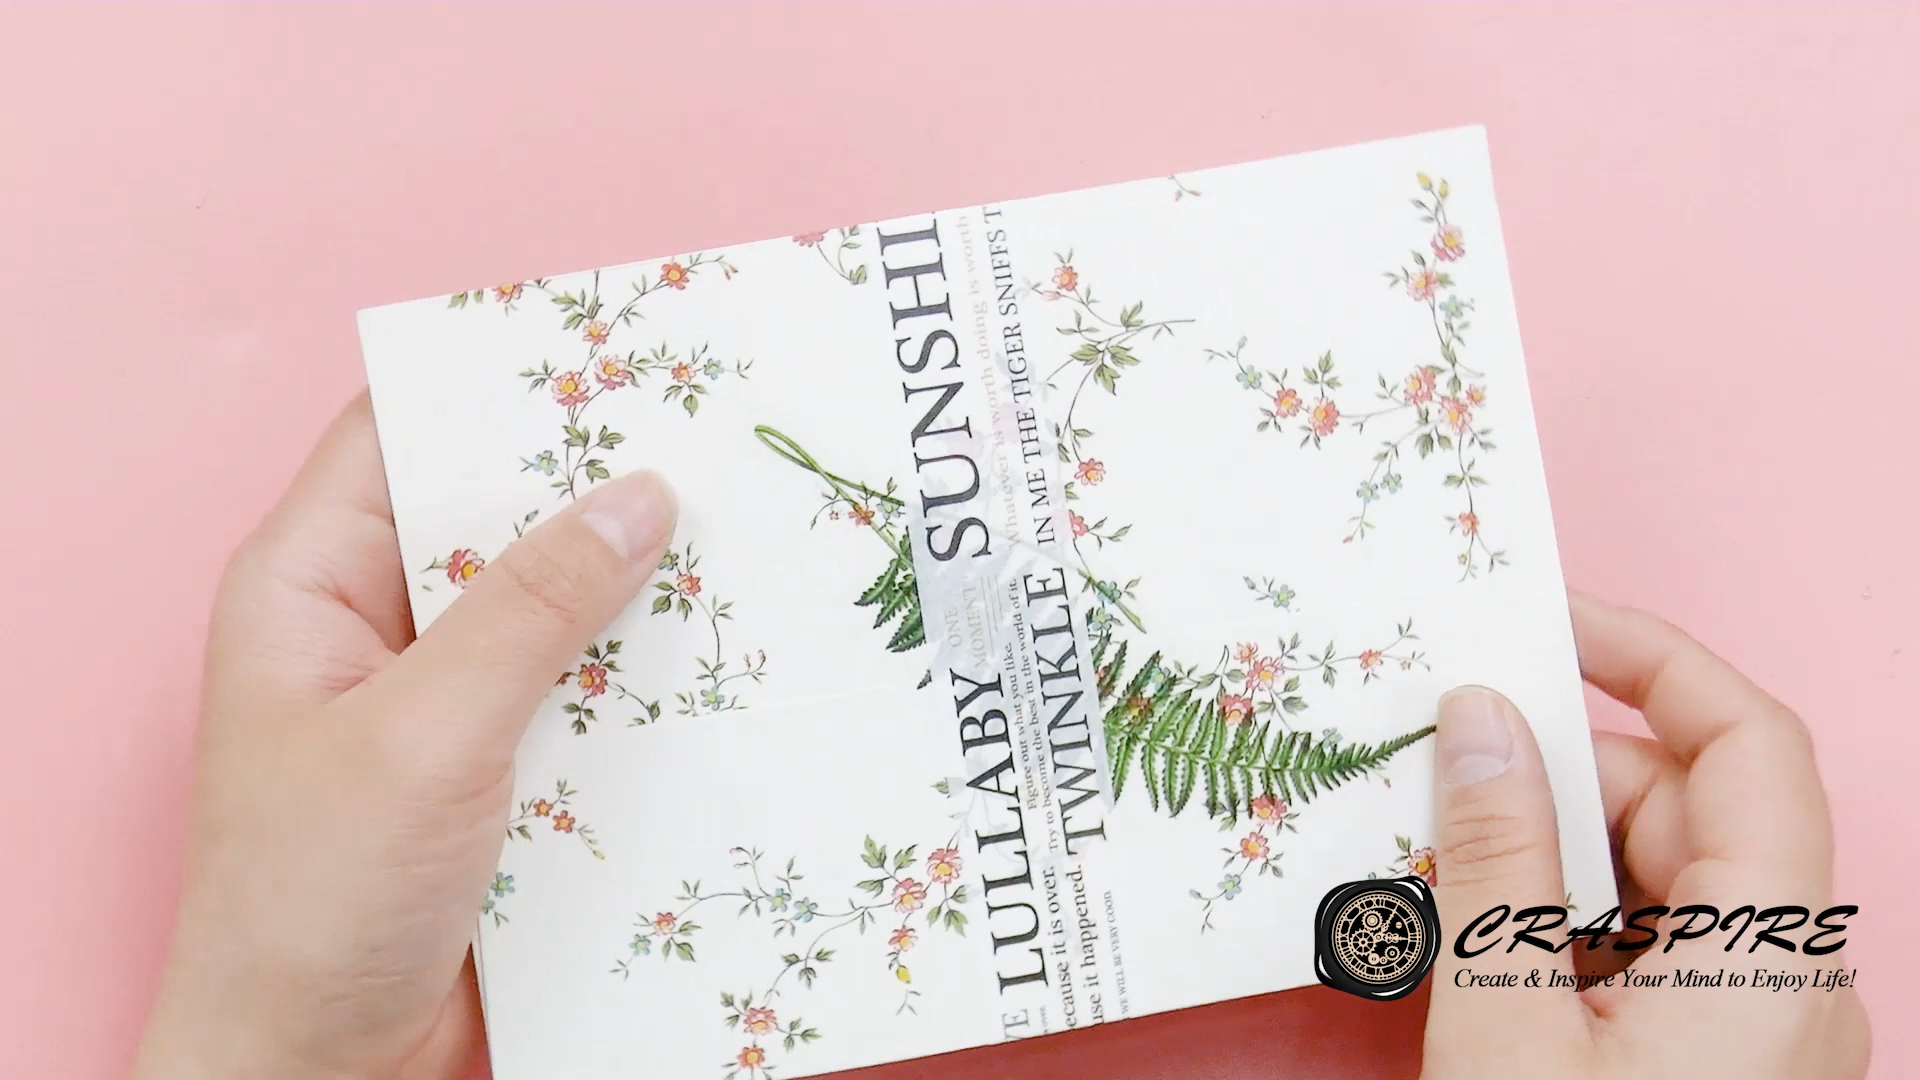 SUNSHI
Whatever is worth doing is worth
IN ME THE TIGER SNIFFS T
ONE
MOMENT
LULLABY
Figure out what you like.
Try to become the best in the world of it.
TWINKLE
ecause it is over.
use it happened.
WE WILL BE VERY GOOD
CRASPIRE
Create & Inspire Your Mind to Enjoy Life!